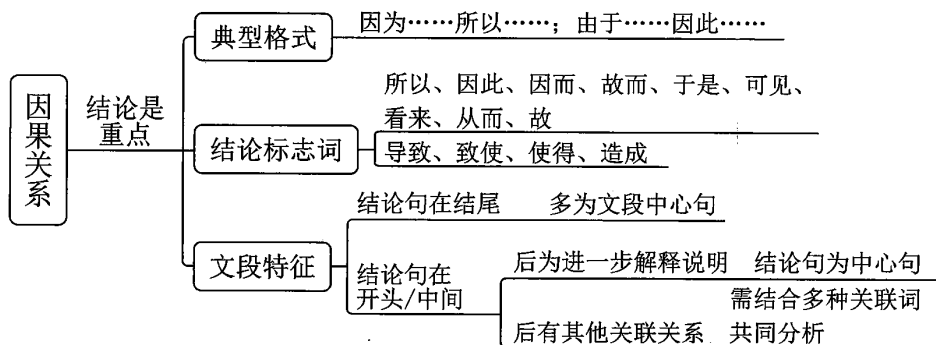 因果关系
结论是
重点
典型格式
因为……所以……；由于……因此……
结论标志词
所以、因此、因而、故而、于是、可见、
看来、从而、故
导致、致使、使得、造成
文段特征
结论句在结尾 多为文段中心句
结论句在
开头/中间
后为进一步解释说明 结论句为中心句
需结合多种关联词
后有其他关联关系 共同分析